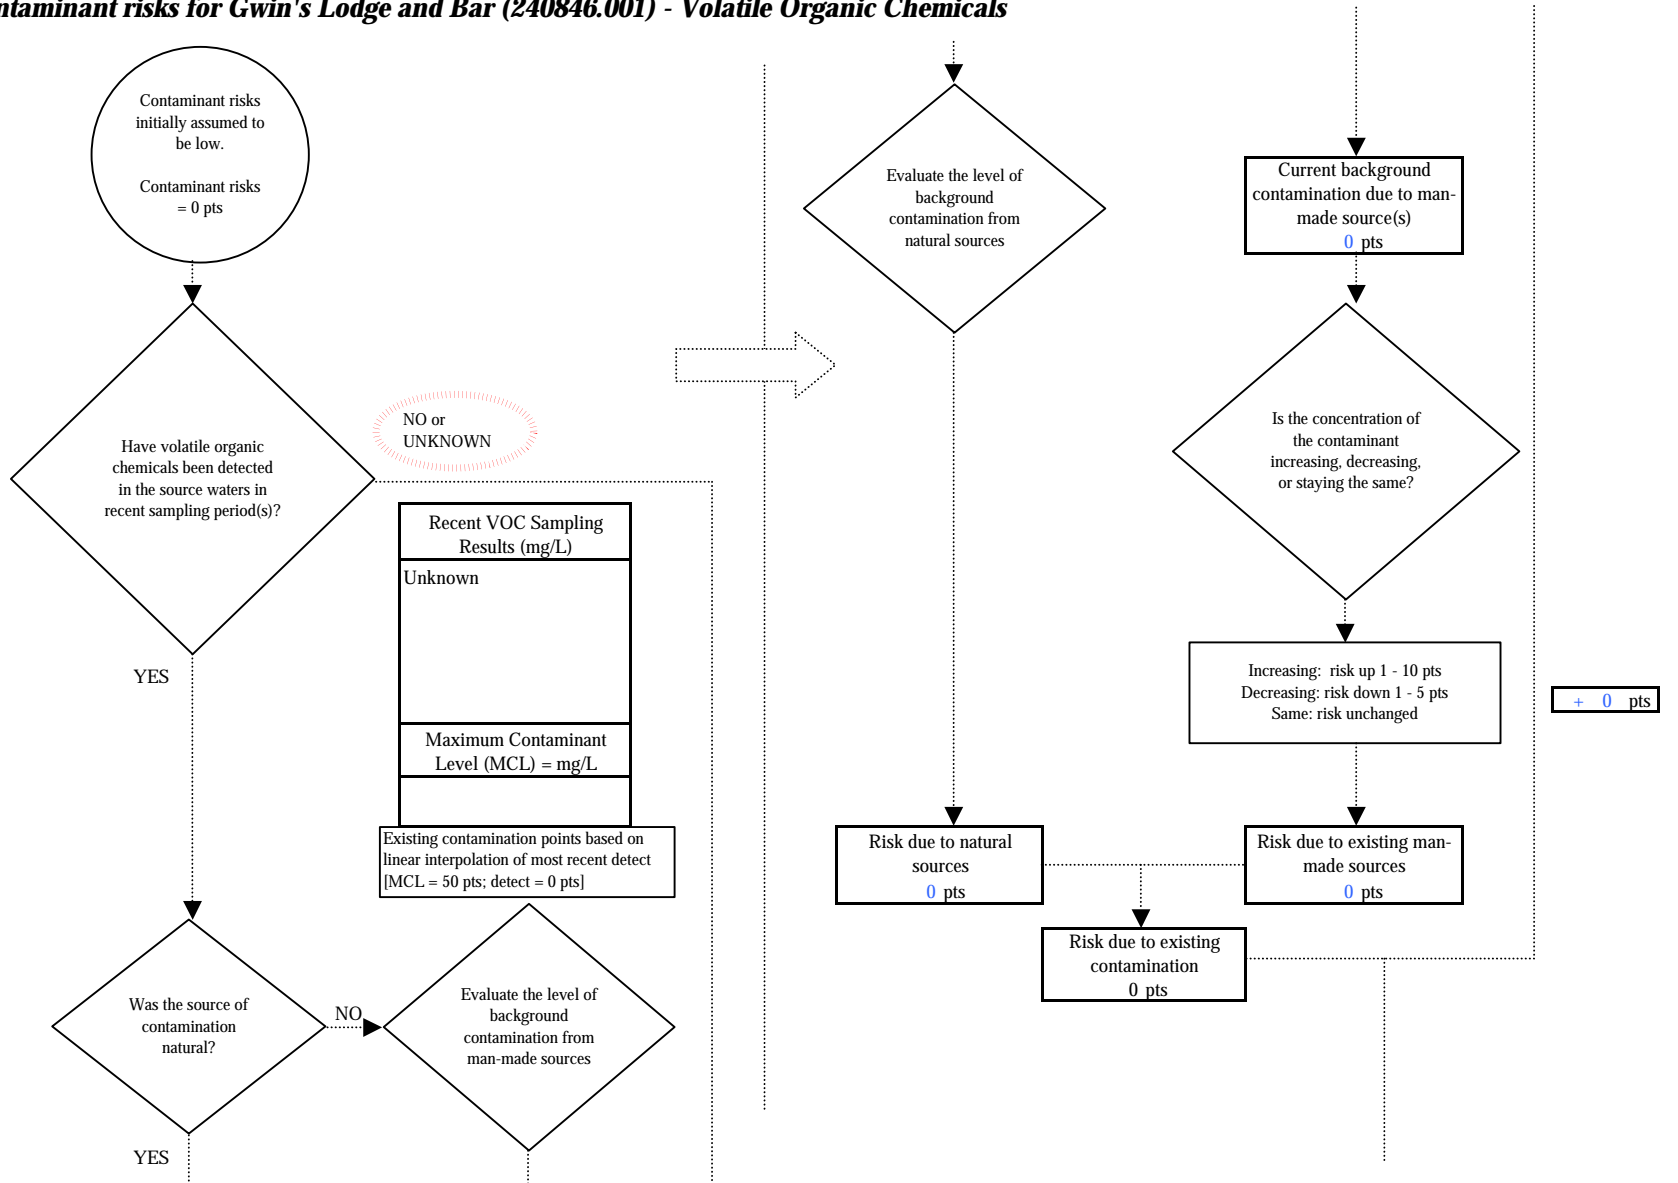 ntaminant risks for Gwin's Lodge and Bar (240846.001) - Volatile Organic Chemicals
Contaminant risks
initially assumed to
be low.
Contaminant risks
= 0 pts
Have volatile organic
chemicals been detected
in the source waters in
recent sampling period(s)?
NO or
UNKNOWN
YES
Recent VOC Sampling
Results (mg/L)
Unknown
Maximum Contaminant
Level (MCL) = mg/L
Existing contamination points based on
linear interpolation of most recent detect
[MCL = 50 pts; detect = 0 pts]
Was the source of
contamination
natural?
NO
YES
Evaluate the level of
background
contamination from
man-made sources
Evaluate the level of
background
contamination from
natural sources
Risk due to natural
sources
0 pts
Current background
contamination due to man-
made source(s)
0 pts
Is the concentration of
the contaminant
increasing, decreasing,
or staying the same?
Increasing: risk up 1 - 10 pts
Decreasing: risk down 1 - 5 pts
Same: risk unchanged
Risk due to existing man-
made sources
0 pts
Risk due to existing
contamination
0 pts
+ 0 pts